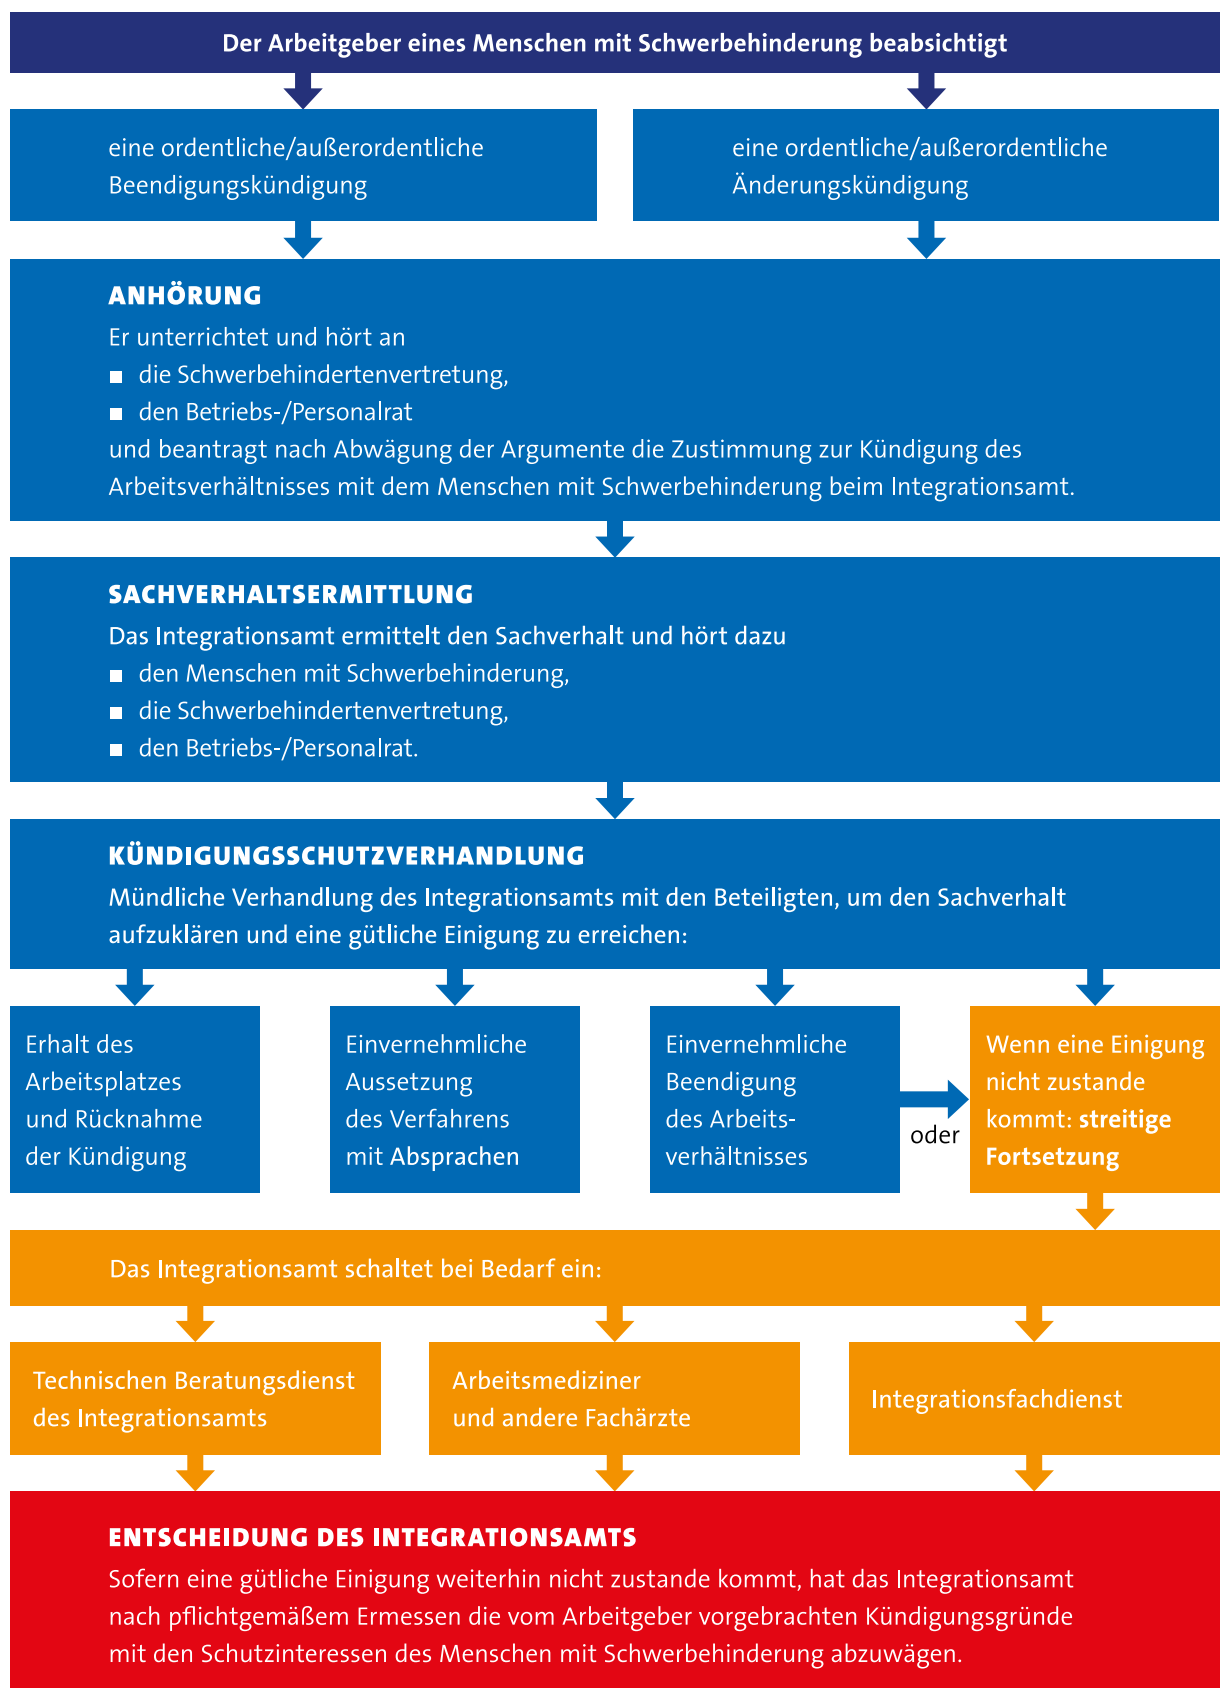 Der Arbeitgeber eines Menschen mit Schwerbehinderung beabsichtigt
eine ordentliche/außerordentliche
Beendigungskündigung
eine ordentliche/außerordentliche
Änderungskündigung
ANHÖRUNG
Er unterrichtet und hört an
■ die Schwerbehindertenvertretung,
■ den Betriebs-/Personalrat
und beantragt nach Abwägung der Argumente die Zustimmung zur Kündigung des
Arbeitsverhältnisses mit dem Menschen mit Schwerbehinderung beim Integrationsamt.
SACHVERHALTSERMITTLUNG
Das Integrationsamt ermittelt den Sachverhalt und hört dazu
■ den Menschen mit Schwerbehinderung,
■ die Schwerbehindertenvertretung,
■ den Betriebs-/Personalrat.
KÜNDIGUNGSSCHUTZVERHANDLUNG
Mündliche Verhandlung des Integrationsamts mit den Beteiligten, um den Sachverhalt
aufzuklären und eine gütliche Einigung zu erreichen:
Erhalt des
Arbeitsplatzes
und Rücknahme
der Kündigung
Einvernehmliche
Aussetzung
des Verfahrens
mit Absprachen
Einvernehmliche
Beendigung
des Arbeits-
verhältnisses
oder
Wenn eine Einigung
nicht zustande
kommt: streitige
Fortsetzung
Das Integrationsamt schaltet bei Bedarf ein:
Technischen Beratungsdienst
des Integrationsamts
Arbeitsmediziner
und andere Fachärzte
Integrationsfachdienst
ENTSCHEIDUNG DES INTEGRATIONSAMTS
Sofern eine gütliche Einigung weiterhin nicht zustande kommt, hat das Integrationsamt
nach pflichtgemäßem Ermessen die vom Arbeitgeber vorgebrachten Kündigungsgründe
mit den Schutzinteressen des Menschen mit Schwerbehinderung abzuwägen.